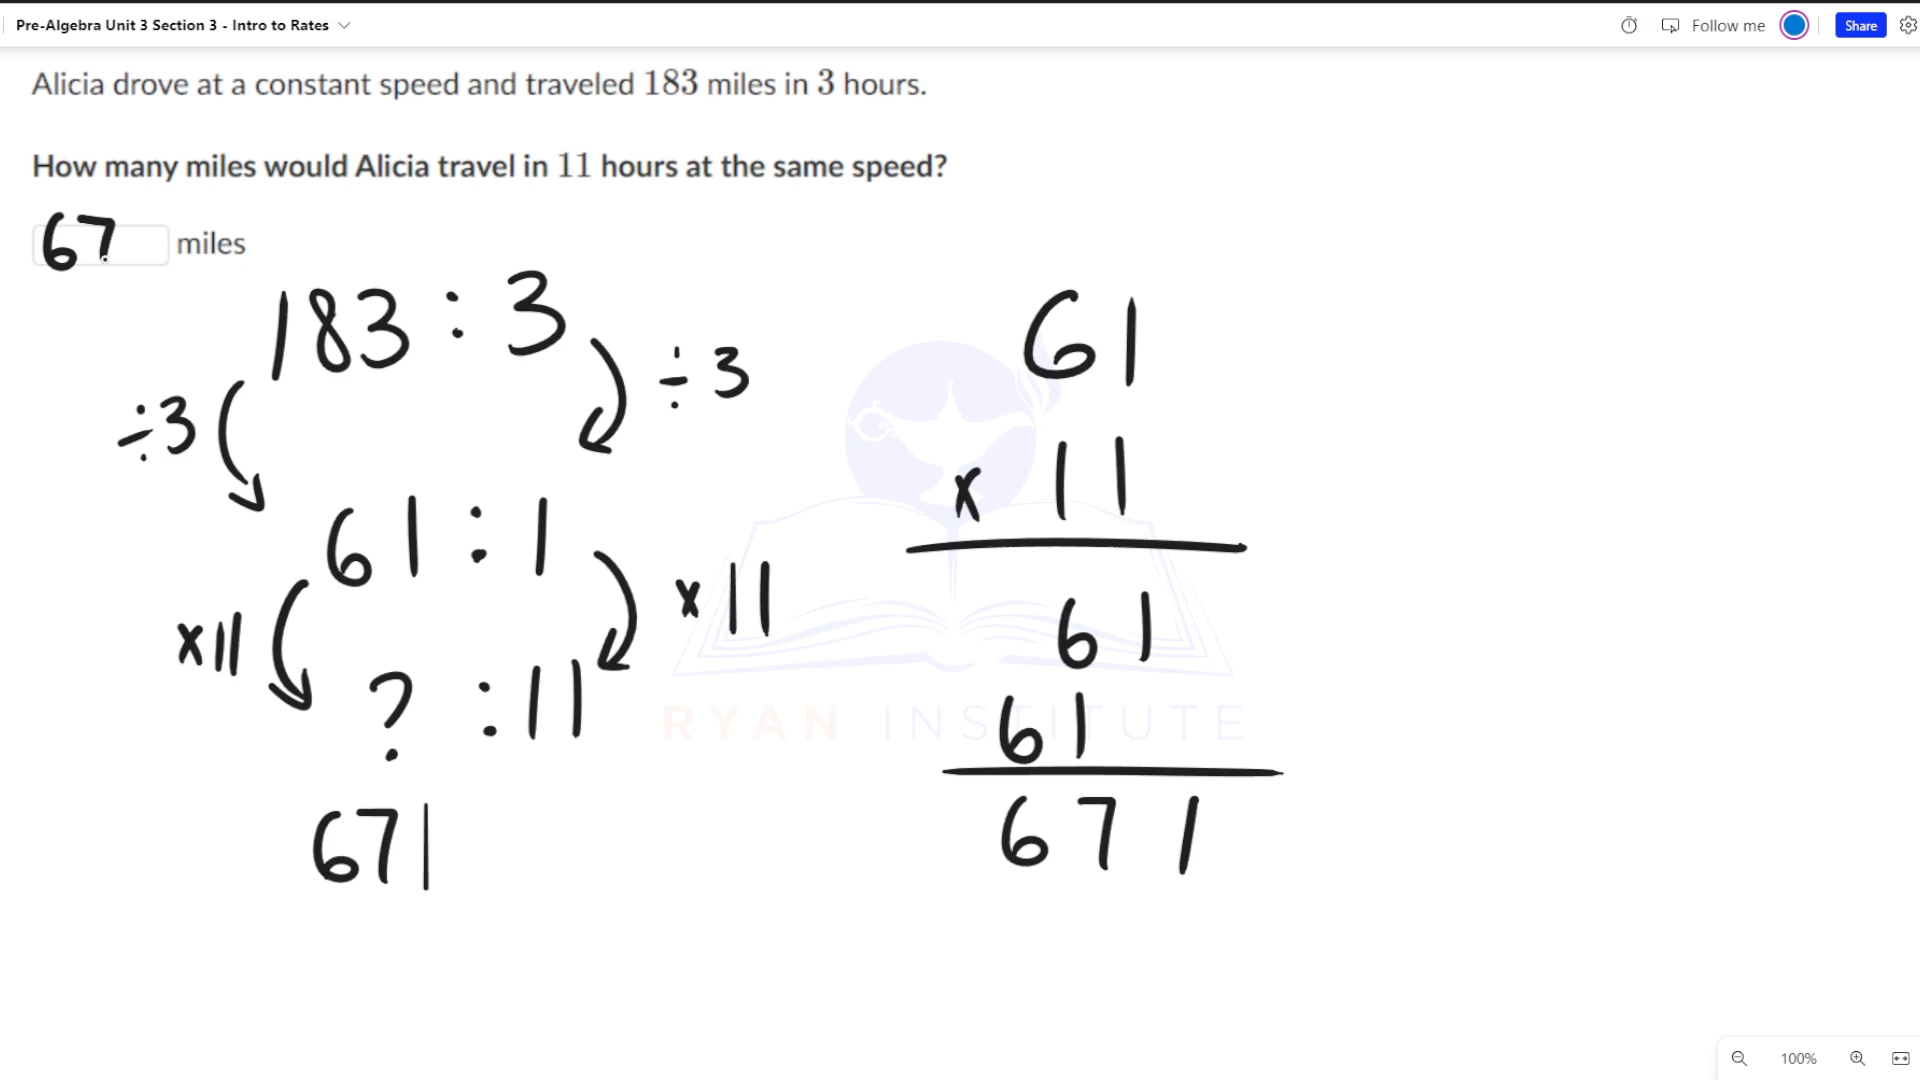 Pre-Algebra Unit 3 Section 3 - Intro to Rates
Follow me
Share
Alicia drove at a constant speed and traveled 183 miles in 3 hours.
How many miles would Alicia travel in 11 hours at the same speed?
67 miles
183 : 3
÷3
÷3
61 : 1
x11
x11
? : 11
671
61
x 11
61
61
671
RYAN INSTITUTE
100%